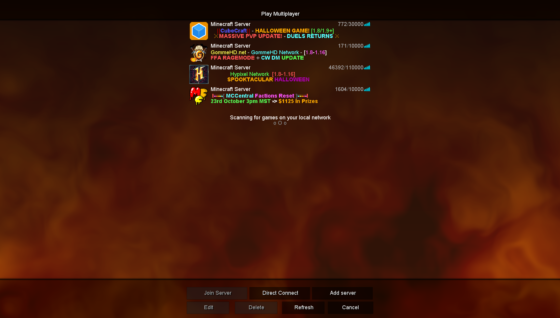 Play Multiplayer
Minecraft Server 772:30000
CubeCraft - HALLOWEEN GAME! [1.8/1.9+]
MASSIVE PVP UPDATE! - DUELS RETURNS
Minecraft Server 171:10000
GommeHD.net - GommeHD Network - [1.8-1.16]
FFA RAGEMODE + CW DM UPDATE
Minecraft Server 46392:110000
Hypixel Network [1.8-1.16]
SPOOKTACULAR HALLOWEEN
Minecraft Server 1604:10000
MCCentral Factions Reset
23rd October 3pm MST $1125 in Prizes
Scanning for games on your local network
Join Server Direct Connect Add server
Edit Delete Refresh Cancel